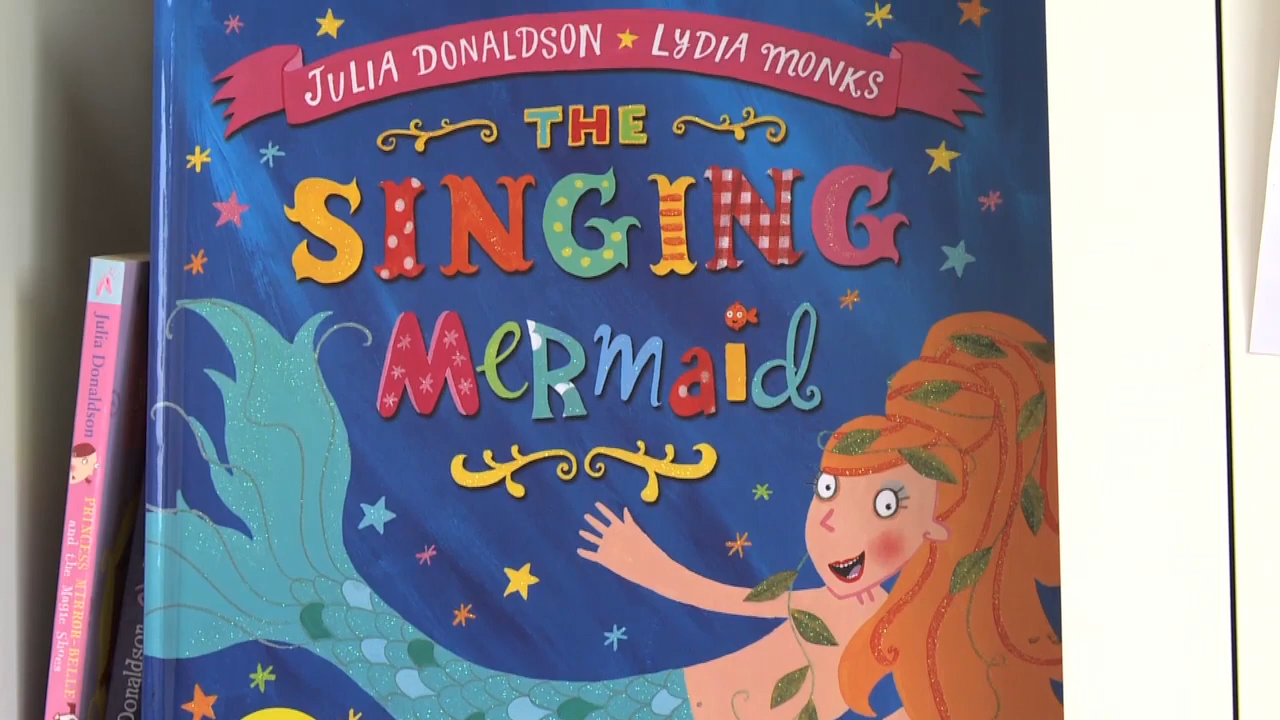 JULIA DONALDSON ★ LYDIA MONKS
THE
SINGING
MeRmaid
Julia Donaldson
PRINCESS MIRROR-BELLE
and the Magic Shoes
Donaldson